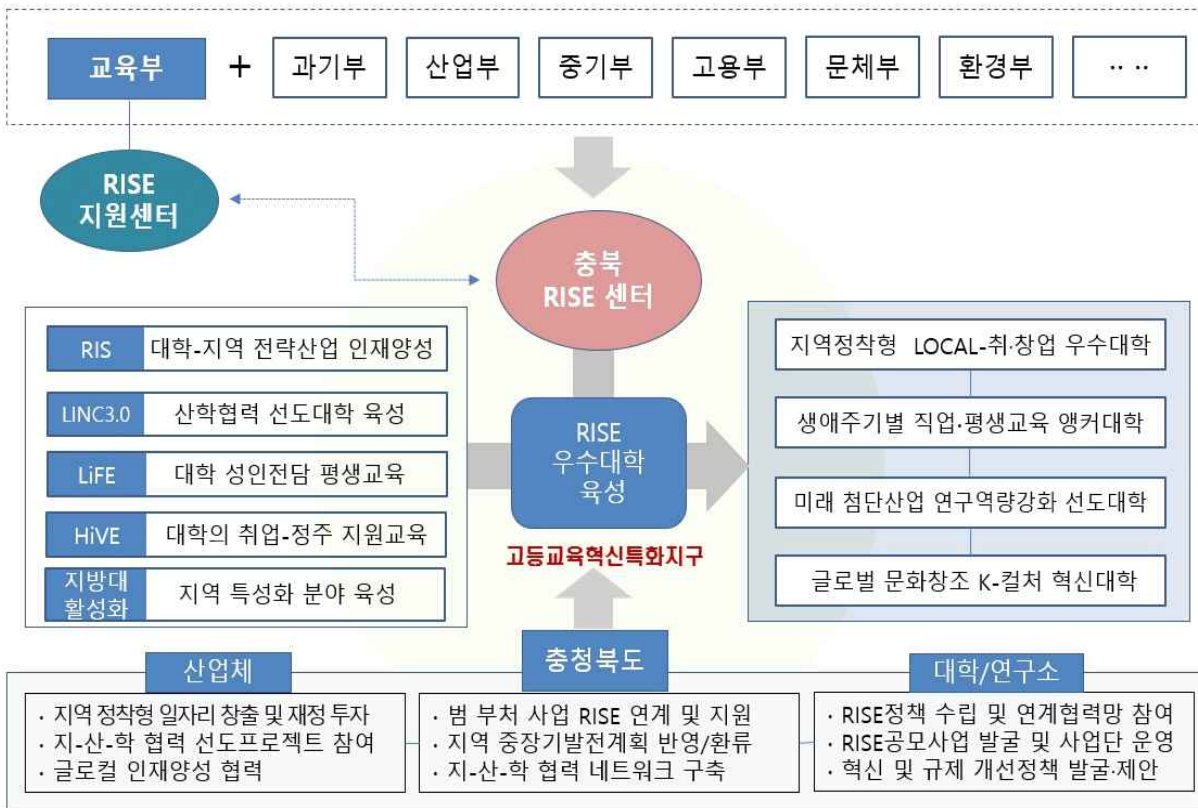 교육부 + 과기부 산업부 중기부 고용부 문체부 환경부 ‥ ‥
RISE
지원센터
충북
RISE 센터
RIS 대학-지역 전략산업 인재양성
LINC3.0 산학협력 선도대학 육성
LiFE 대학 성인전담 평생교육
HiVE 대학의 취업-정주 지원교육
지방대
활성화
지역 특성화 분야 육성
RISE
우수대학
육성
고등교육혁신특화지구
지역정착형 LOCAL-취·창업 우수대학
생애주기별 직업·평생교육 앵커대학
미래 첨단산업 연구역량강화 선도대학
글로벌 문화창조 K-컬처 혁신대학
산업체
· 지역 정착형 일자리 창출 및 재정 투자
· 지-산-학 협력 선도프로젝트 참여
· 글로컬 인재양성 협력
충청북도
· 범 부처 사업 RISE 연계 및 지원
· 지역 중장기발전계획 반영/환류
· 지-산-학 협력 네트워크 구축
대학/연구소
· RISE정책 수립 및 연계협력망 참여
· RISE공모사업 발굴 및 사업단 운영
· 혁신 및 규제 개선정책 발굴·제안